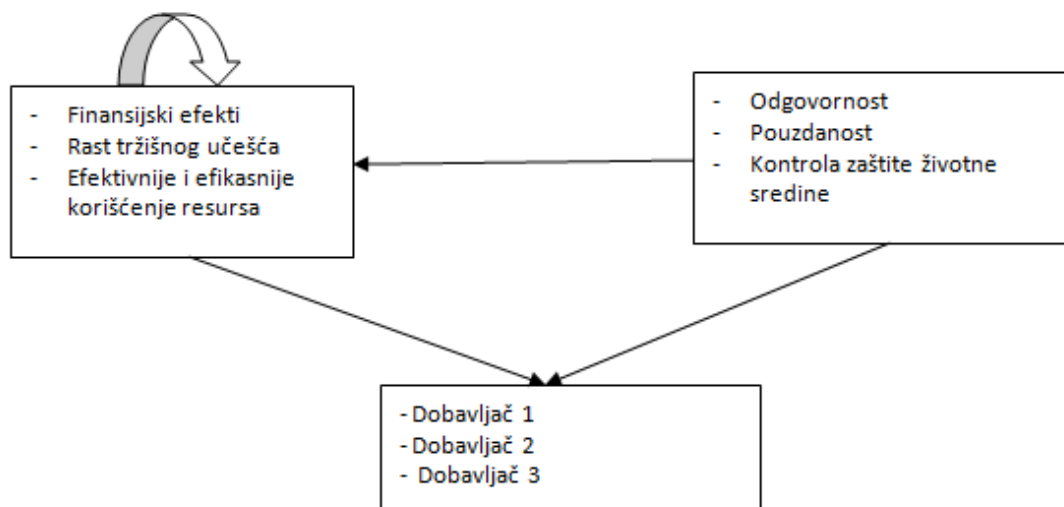 - Finansijski efekti
- Rast tržišnog učešća
- Efektivnije i efikasnije
korišćenje resursa
- Odgovornost
- Pouzdanost
- Kontrola zaštite životne
sredine
- Dobavljač 1
- Dobavljač 2
- Dobavljač 3